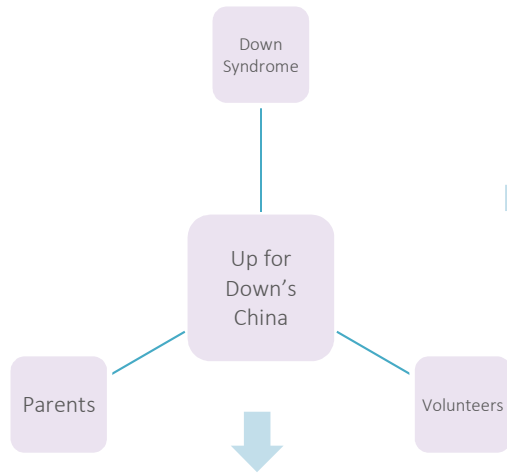 Down
Syndrome
Up for
Down’s
China
Parents
Volunteers